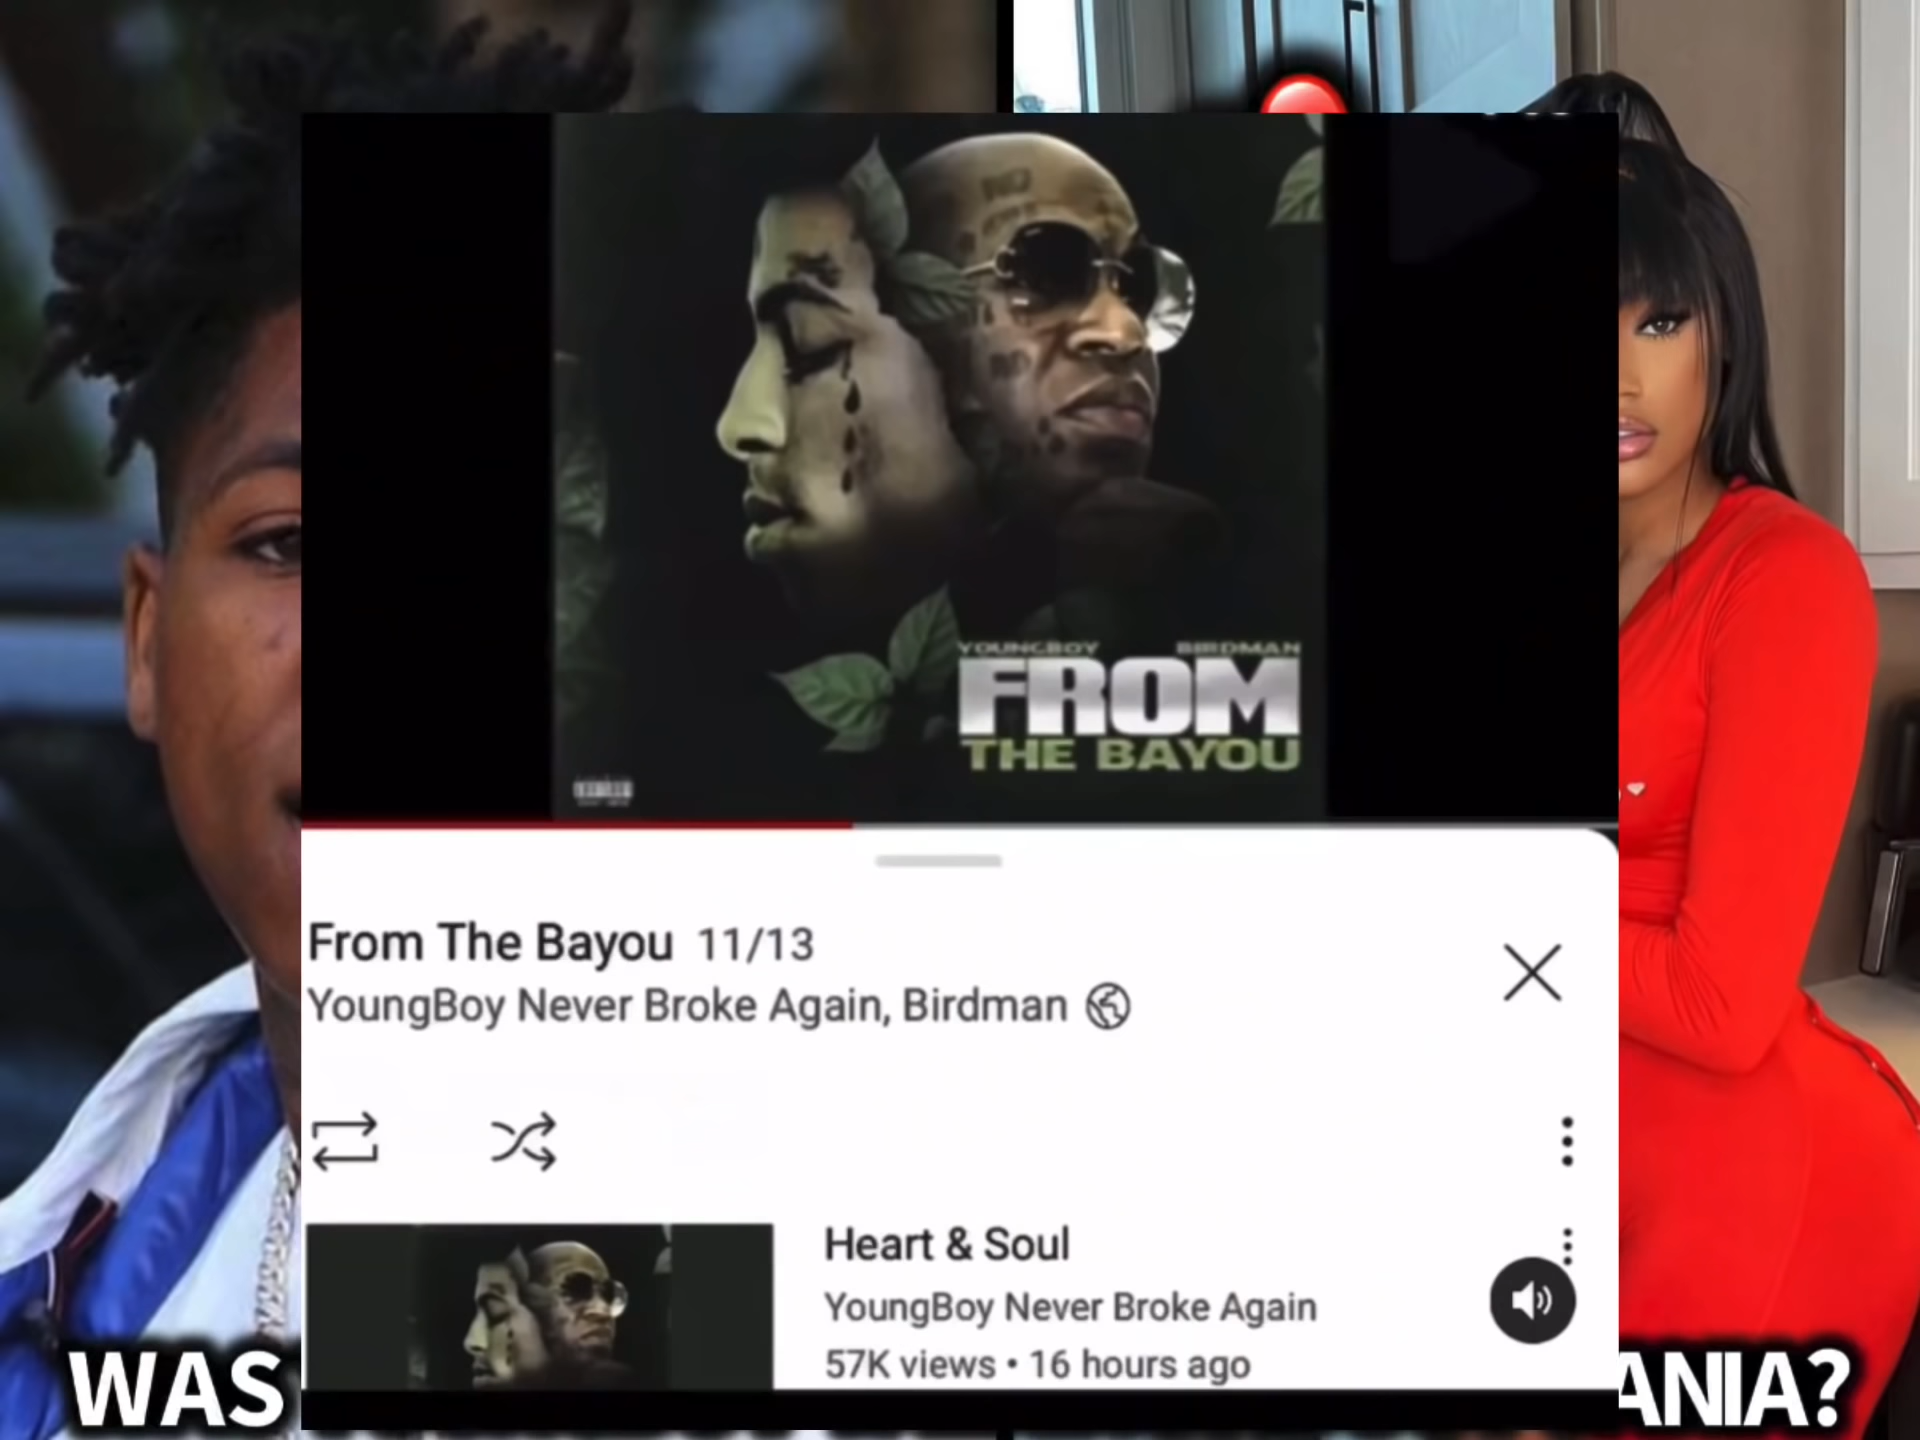 YOUNGBOY BIRDMAN
FROM
THE BAYOU
From The Bayou 11/13
YoungBoy Never Broke Again, Birdman
Heart & Soul
YoungBoy Never Broke Again
57K views • 16 hours ago
WAS
ANIA?